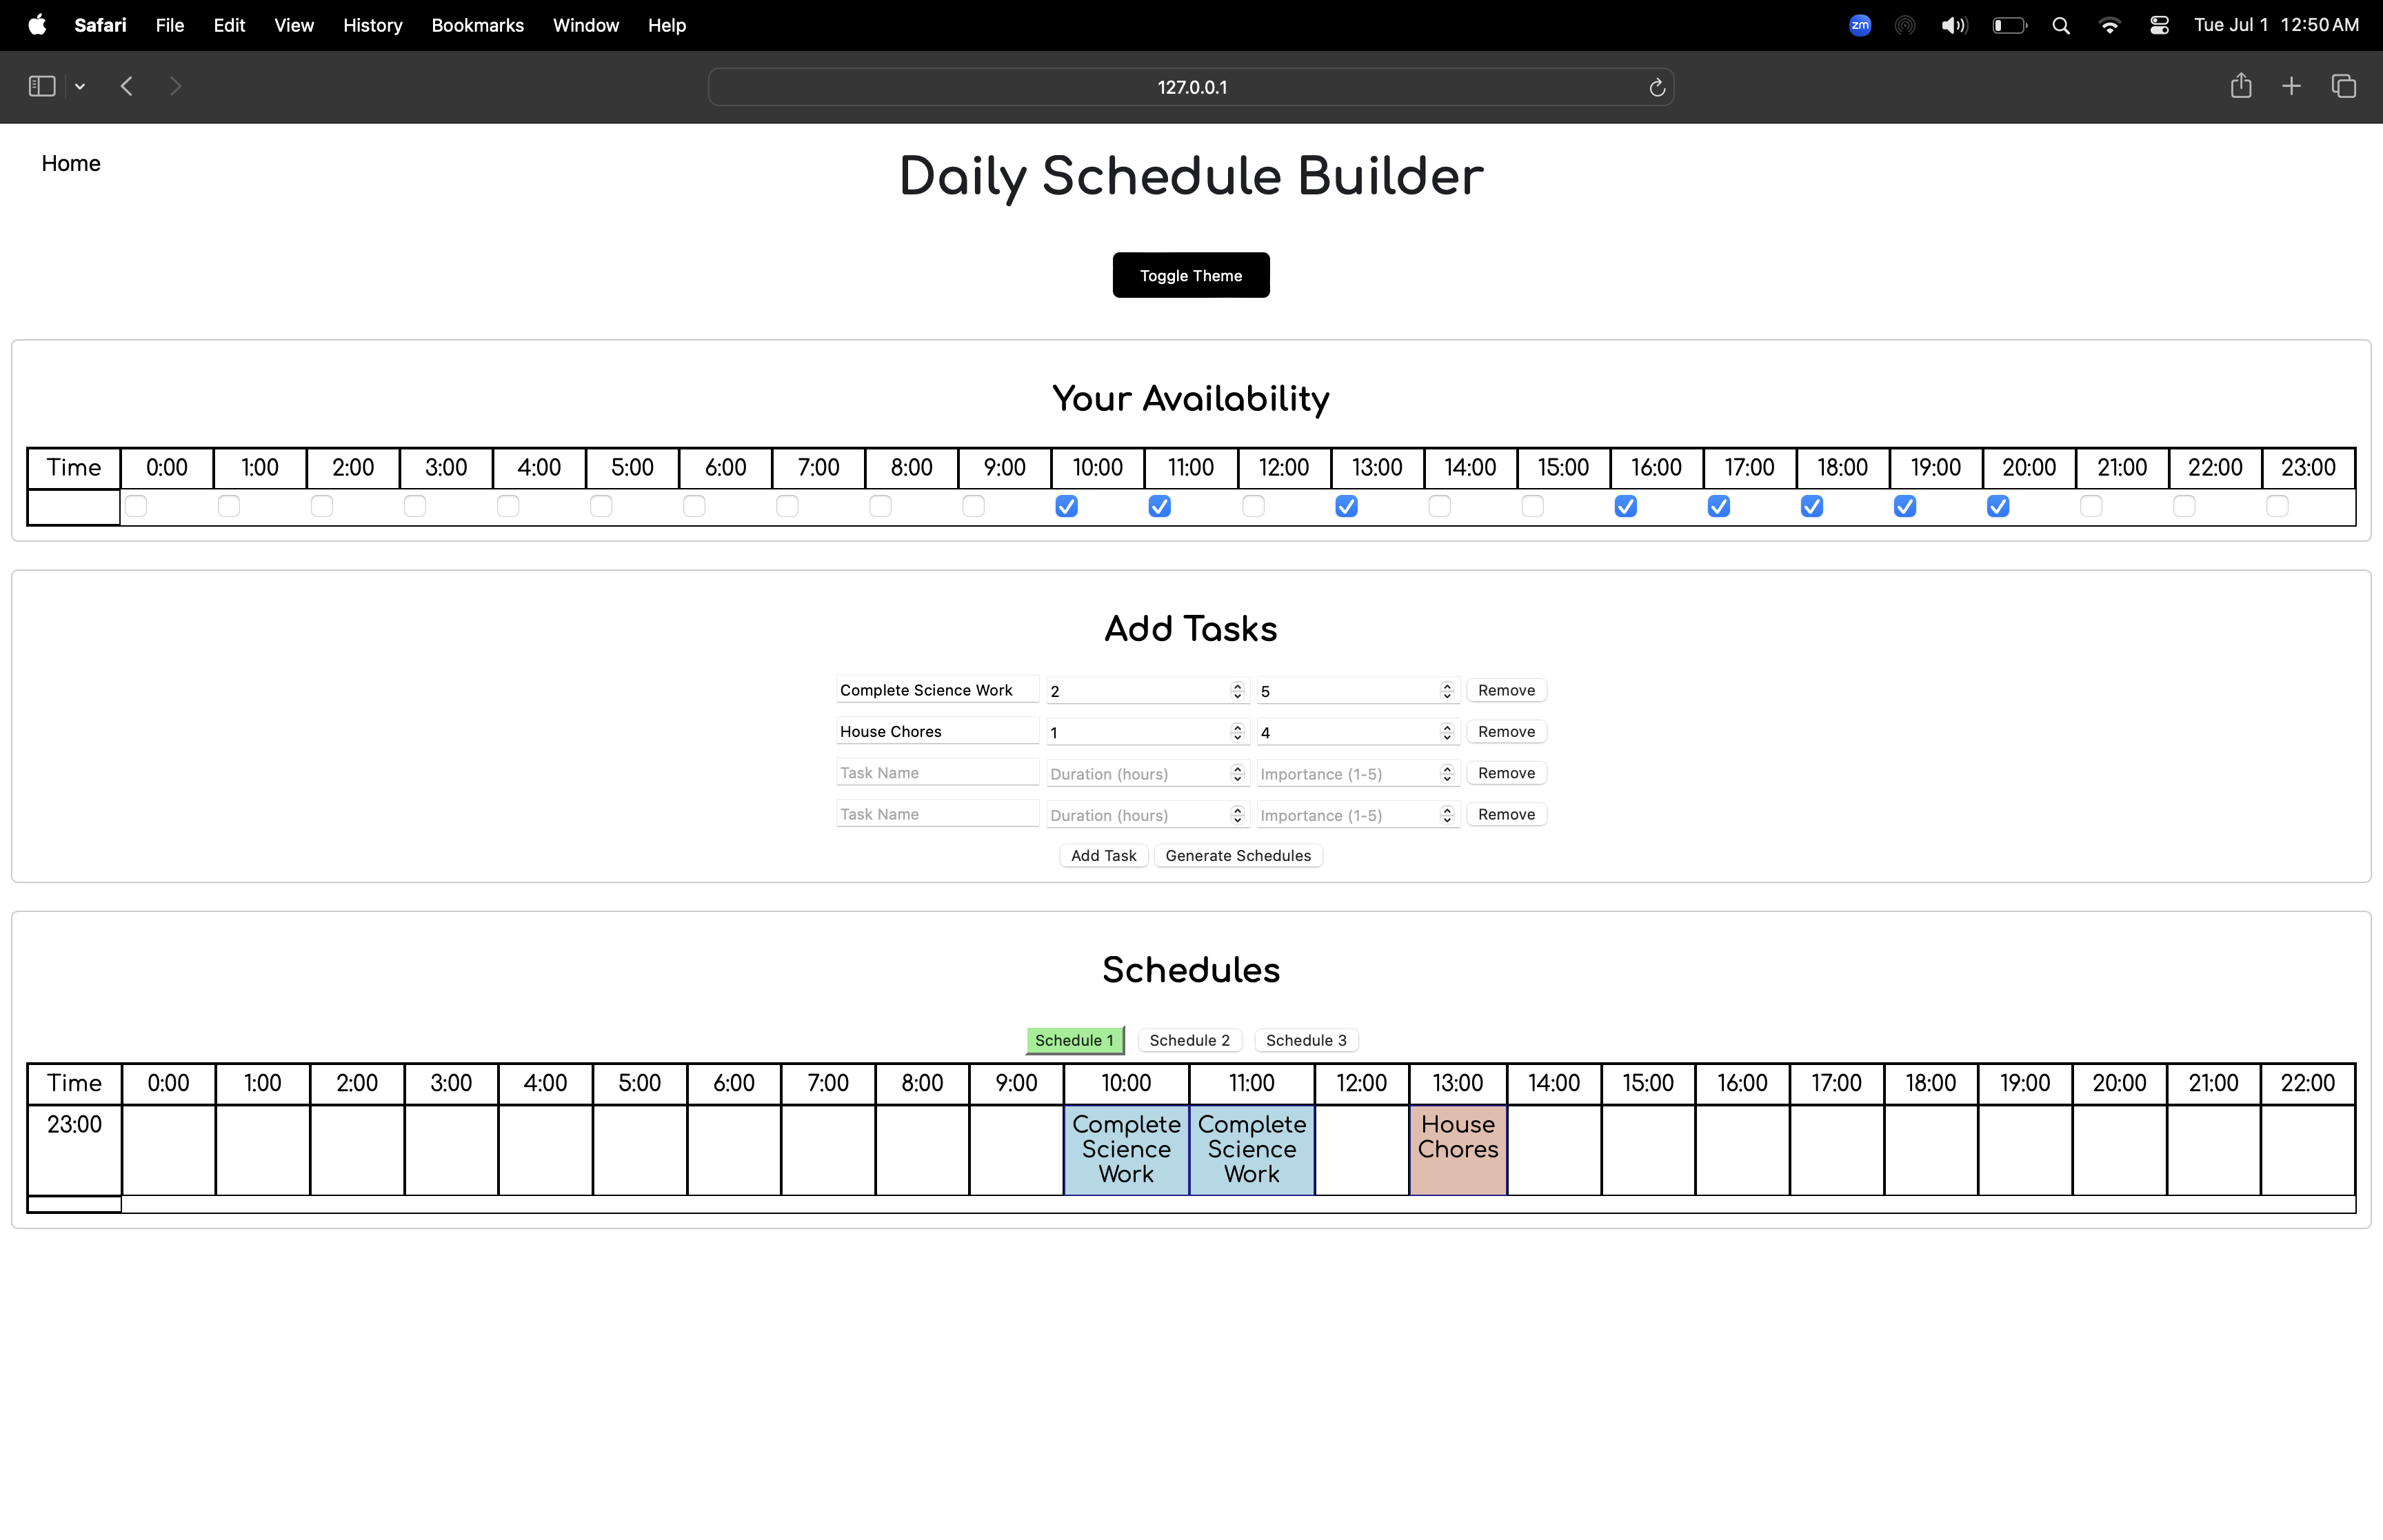 Safari File Edit View History Bookmarks Window Help zm Tue Jul 1 12:50 AM
127.0.0.1
Home
Daily Schedule Builder
Toggle Theme
Your Availability
Time 0:00 1:00 2:00 3:00 4:00 5:00 6:00 7:00 8:00 9:00 10:00 11:00 12:00 13:00 14:00 15:00 16:00 17:00 18:00 19:00 20:00 21:00 22:00 23:00
Add Tasks
Complete Science Work 2 5 Remove
House Chores 1 4 Remove
Task Name Duration (hours) Importance (1-5) Remove
Task Name Duration (hours) Importance (1-5) Remove
Add Task Generate Schedules
Schedules
Schedule 1 Schedule 2 Schedule 3
Time 0:00 1:00 2:00 3:00 4:00 5:00 6:00 7:00 8:00 9:00 10:00 11:00 12:00 13:00 14:00 15:00 16:00 17:00 18:00 19:00 20:00 21:00 22:00
23:00 Complete Complete House
Science Science Chores
Work Work